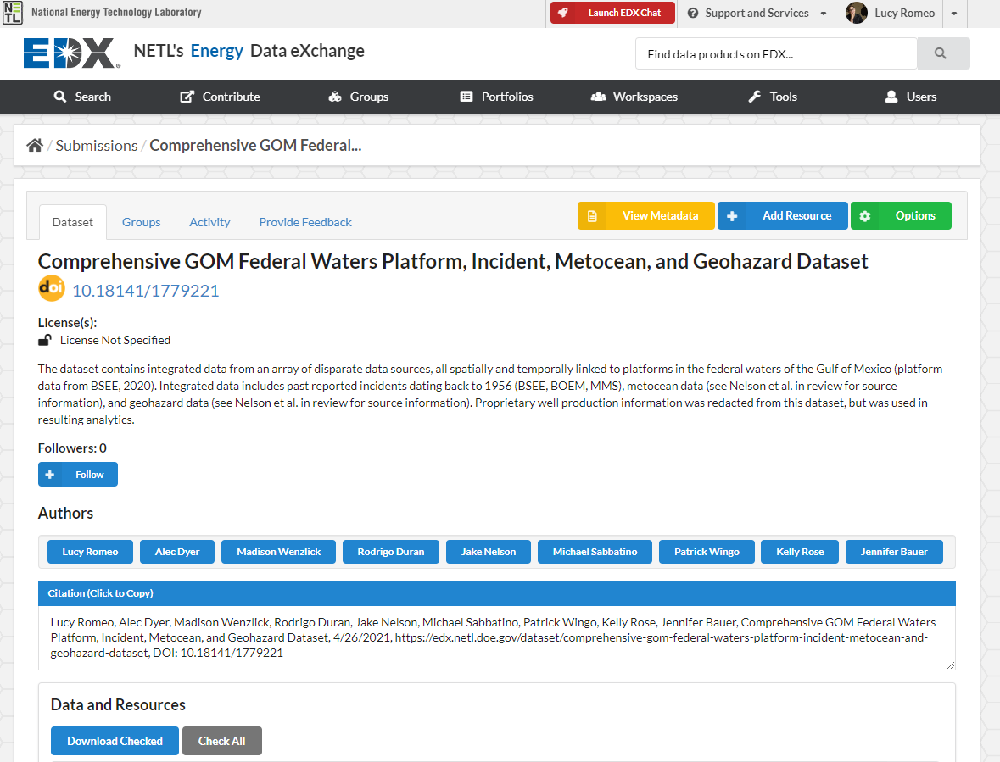 NETL National Energy Technology Laboratory Launch EDX Chat Support and Services Lucy Romeo
EDX® NETL's Energy Data eXchange Find data products on EDX...
Search Contribute Groups Portfolios Workspaces Tools Users
/ Submissions / Comprehensive GOM Federal...
Dataset Groups Activity Provide Feedback View Metadata Add Resource Options
Comprehensive GOM Federal Waters Platform, Incident, Metocean, and Geohazard Dataset
doi 10.18141/1779221
License(s):
License Not Specified
The dataset contains integrated data from an array of disparate data sources, all spatially and temporally linked to platforms in the federal waters of the Gulf of Mexico (platform
data from BSEE, 2020). Integrated data includes past reported incidents dating back to 1956 (BSEE, BOEM, MMS), metocean data (see Nelson et al. in review for source
information), and geohazard data (see Nelson et al. in review for source information). Proprietary well production information was redacted from this dataset, but was used in
resulting analytics.
Followers: 0
Follow
Authors
Lucy Romeo Alec Dyer Madison Wenzlick Rodrigo Duran Jake Nelson Michael Sabbatino Patrick Wingo Kelly Rose Jennifer Bauer
Citation (Click to Copy)
Lucy Romeo, Alec Dyer, Madison Wenzlick, Rodrigo Duran, Jake Nelson, Michael Sabbatino, Patrick Wingo, Kelly Rose, Jennifer Bauer, Comprehensive GOM Federal Waters
Platform, Incident, Metocean, and Geohazard Dataset, 4/26/2021, https://edx.netl.doe.gov/dataset/comprehensive-gom-federal-waters-platform-incident-metocean-and-
geohazard-dataset, DOI: 10.18141/1779221
Data and Resources
Download Checked Check All